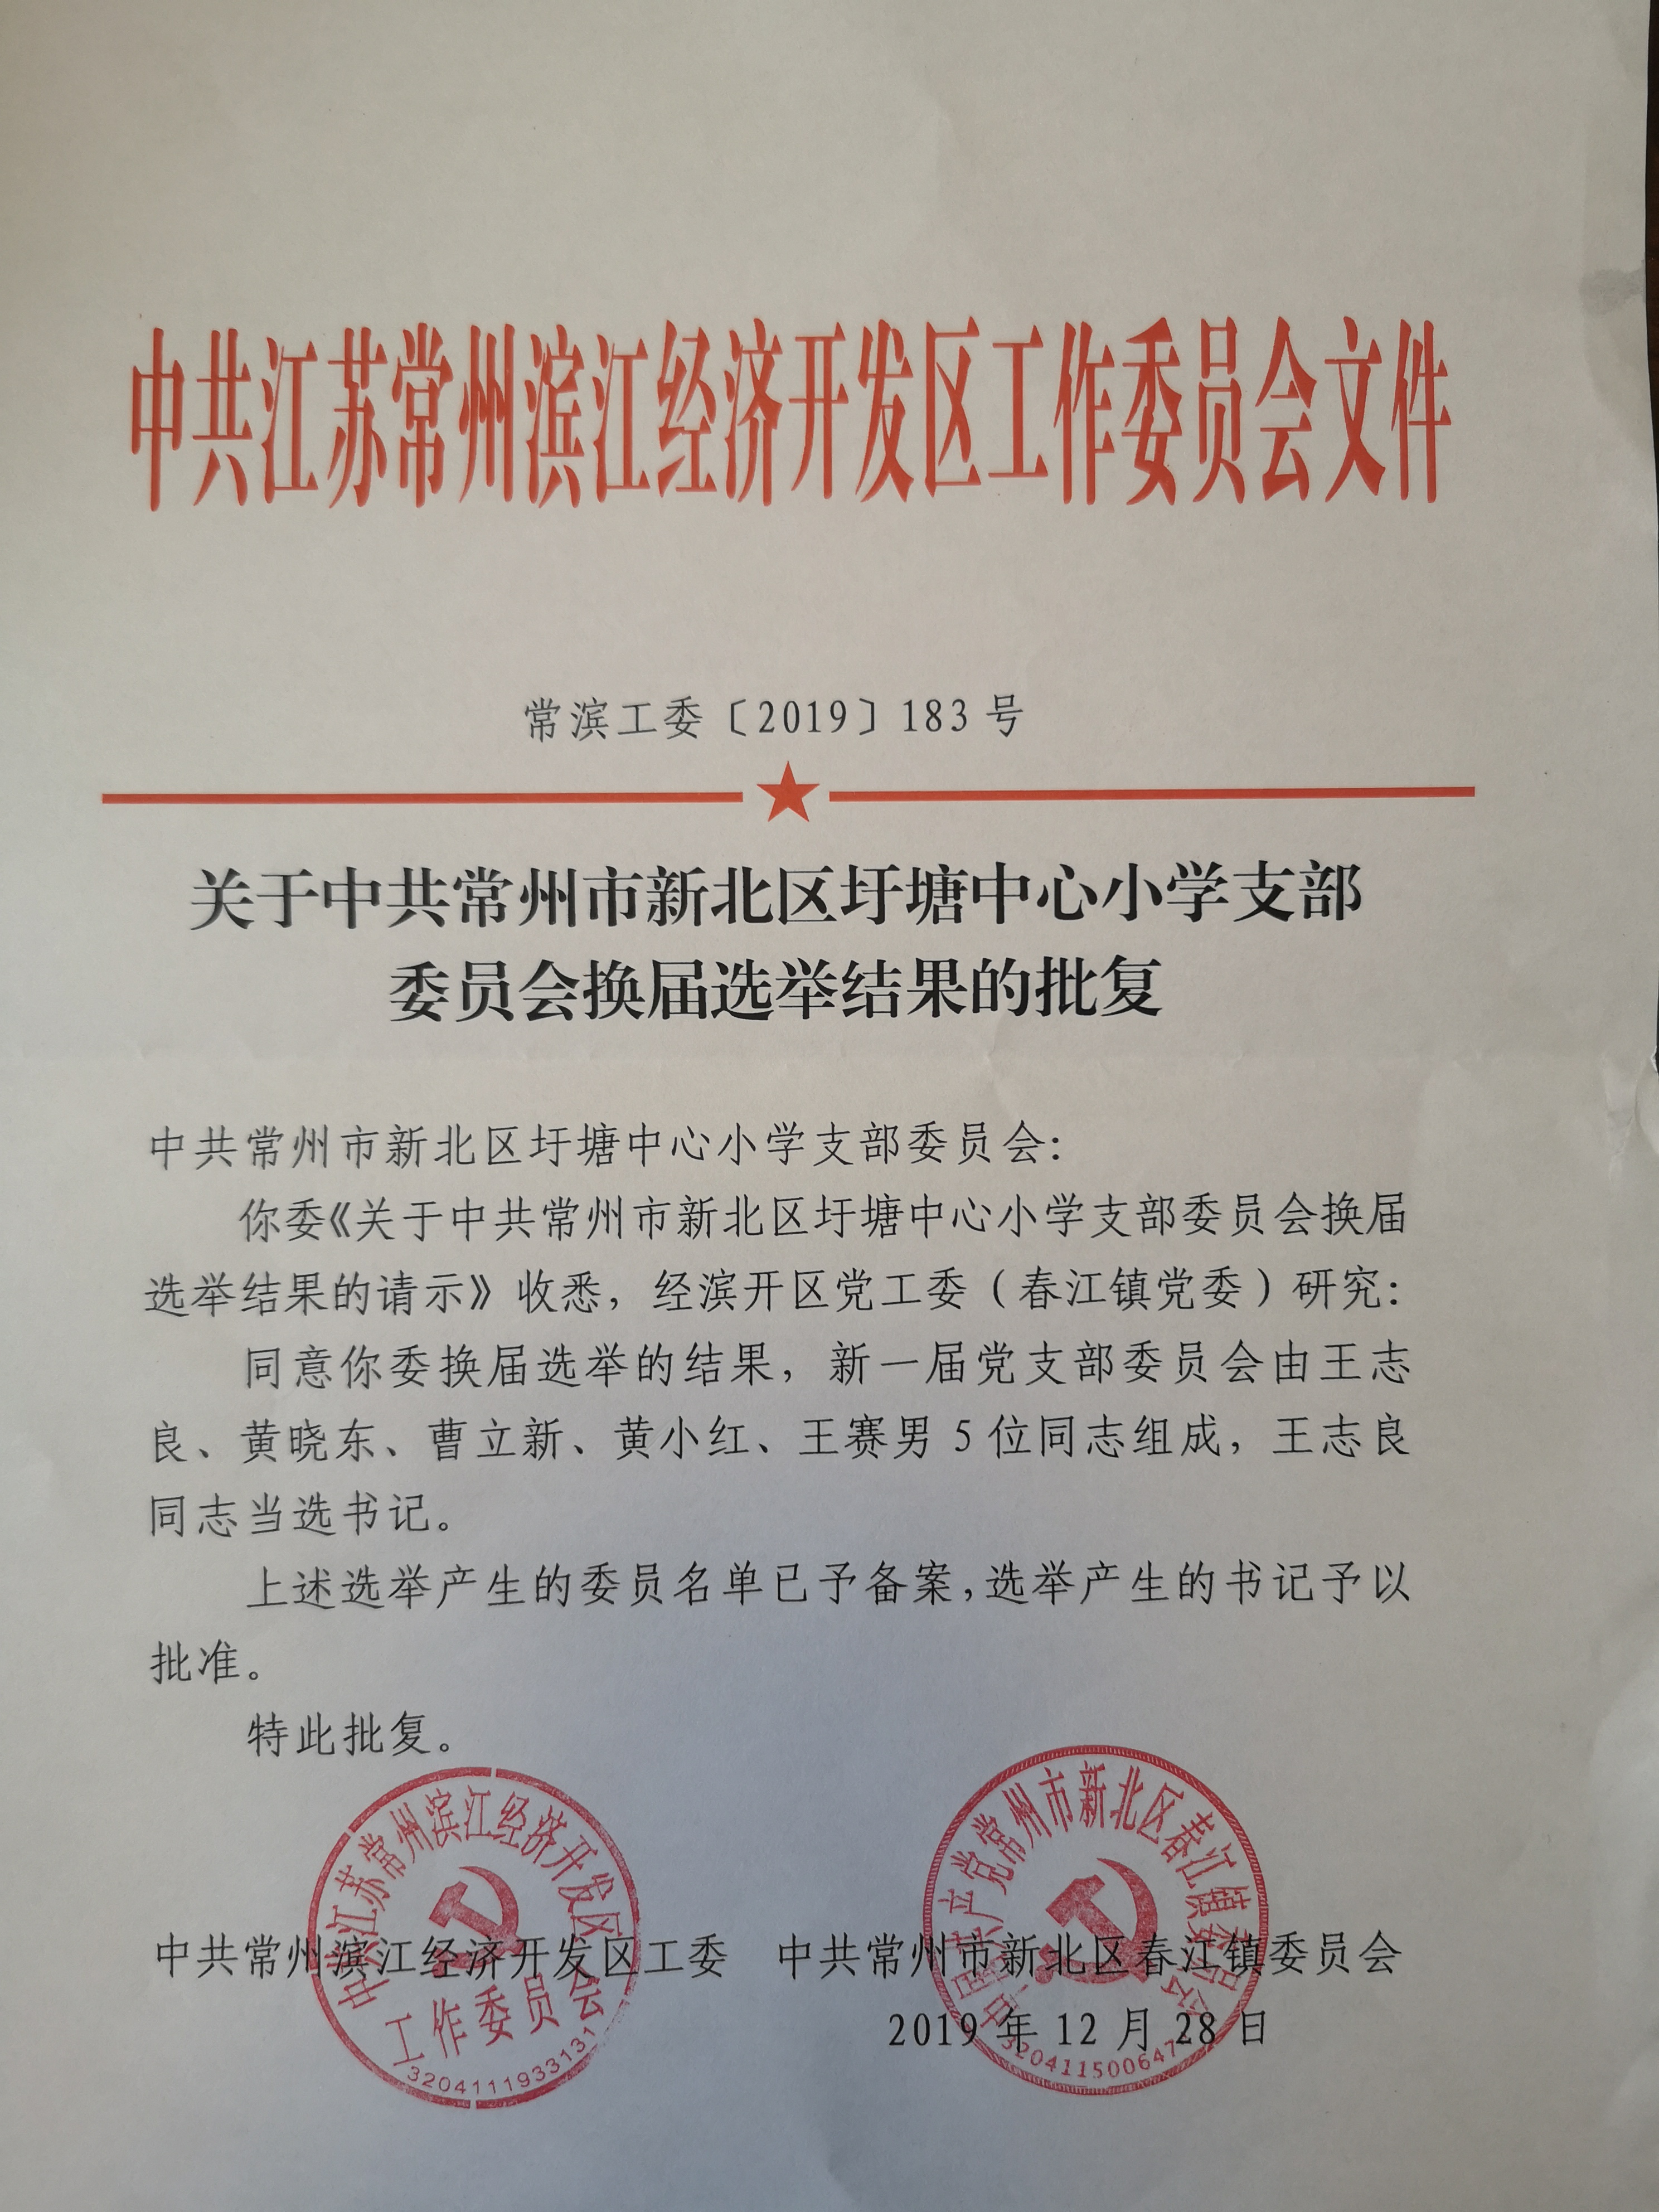 中共江苏常州滨江经济开发区工作委员会文件
常滨工委〔2019〕183号
关于中共常州市新北区圩塘中心小学支部
委员会换届选举结果的批复
中共常州市新北区圩塘中心小学支部委员会：
你委《关于中共常州市新北区圩塘中心小学支部委员会换届
选举结果的请示》收悉，经滨开区党工委（春江镇党委）研究：
同意你委换届选举的结果，新一届党支部委员会由王志
良、黄晓东、曹立新、黄小红、王赛男5位同志组成，王志良
同志当选书记。
上述选举产生的委员名单已予备案，选举产生的书记予以
批准。
特此批复。
中共江苏常州滨江经济开发区
工作委员会
3204111933131
中国共产党常州市新北区春江镇委员会
320411500647
中共常州滨江经济开发区工委 中共常州市新北区春江镇委员会
2019年12月28日